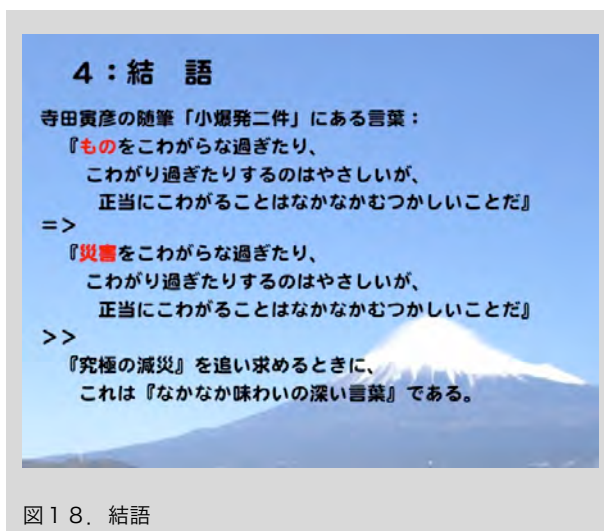 4：結　語
寺田寅彦の随筆「小爆発二件」にある言葉：
『ものをこわがらな過ぎたり、
こわがり過ぎたりするのはやさしいが、
正当にこわがることはなかなかむつかしいことだ』
=>
『災害をこわがらな過ぎたり、
こわがり過ぎたりするのはやさしいが、
正当にこわがることはなかなかむつかしいことだ』
>>
『究極の減災』を追い求めるときに、
これは『なかなか味わいの深い言葉』である。
図１８．結語